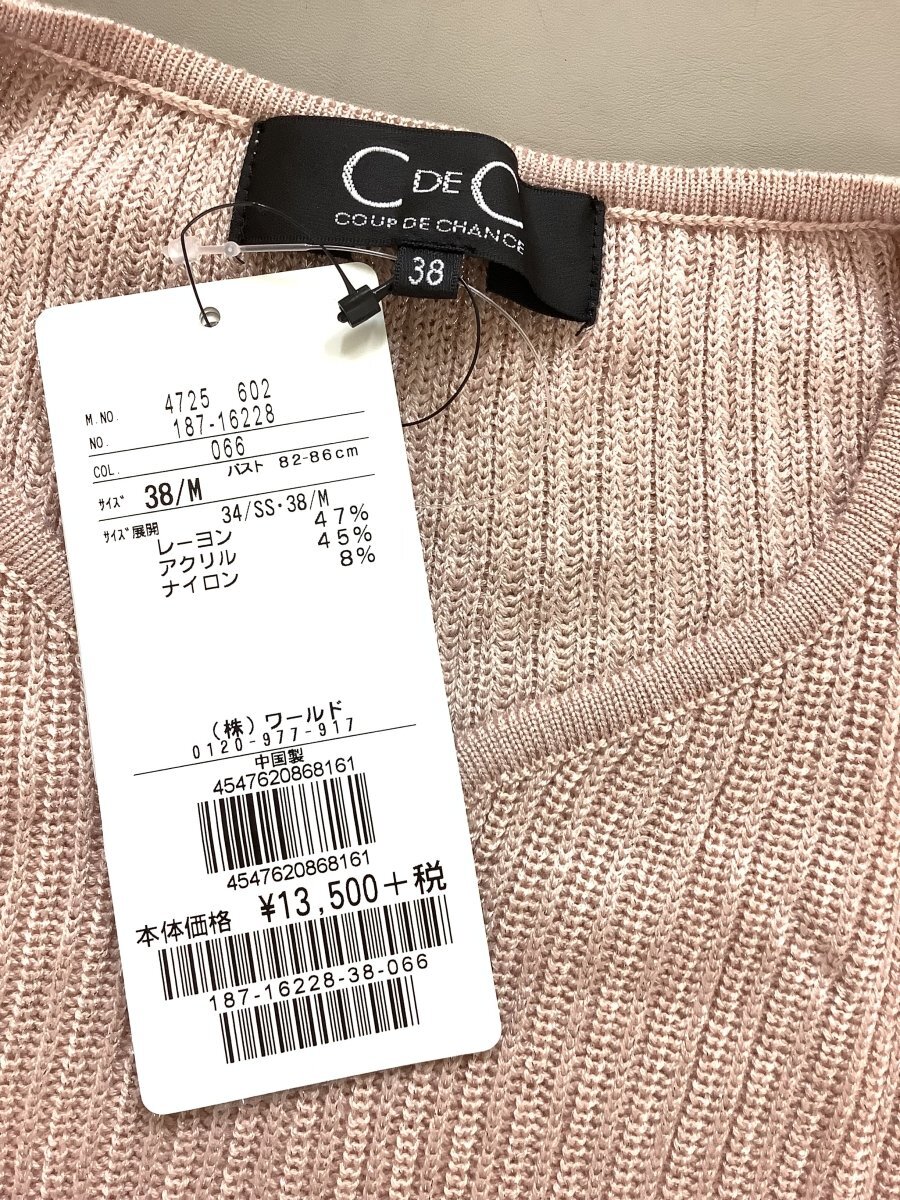 C DE C
COUP DE CHANCE
38
M.NO. 4725 602
NO. 187-16228
COL. 066
サイズ 38/M バスト 82-86cm
サイズ展開 34/SS・38/M
レーヨン 47%
アクリル 45%
ナイロン 8%
(株)ワールド
0120-977-917
中国製
4547620868161
4547620868161
本体価格 ¥13,500+税
187-16228-38-066